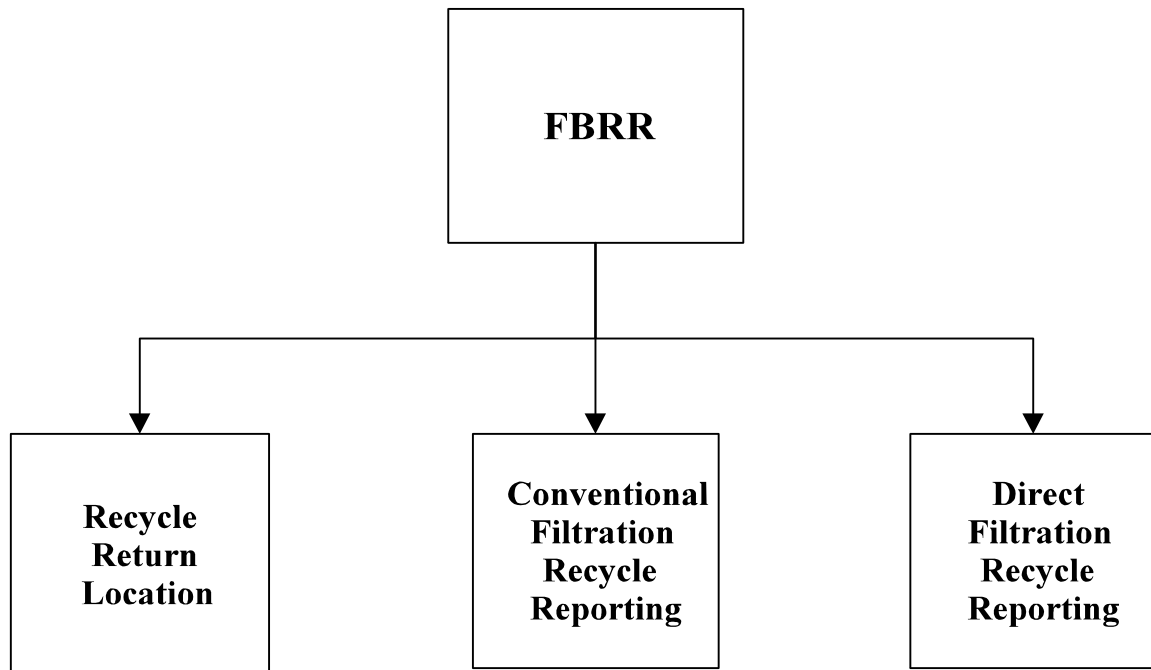 FBRR
Recycle
Return
Location
Conventional
Filtration
Recycle
Reporting
Direct
Filtration
Recycle
Reporting